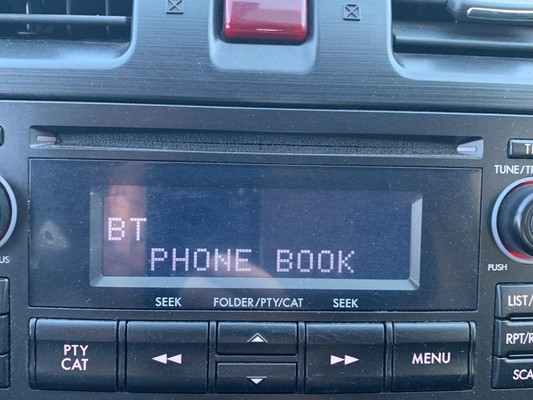 TUNE/
BT
PHONE BOOK
PUSH
SEEK FOLDER/PTY/CAT SEEK
LIST/
PTY
CAT
MENU
RPT/
SCA